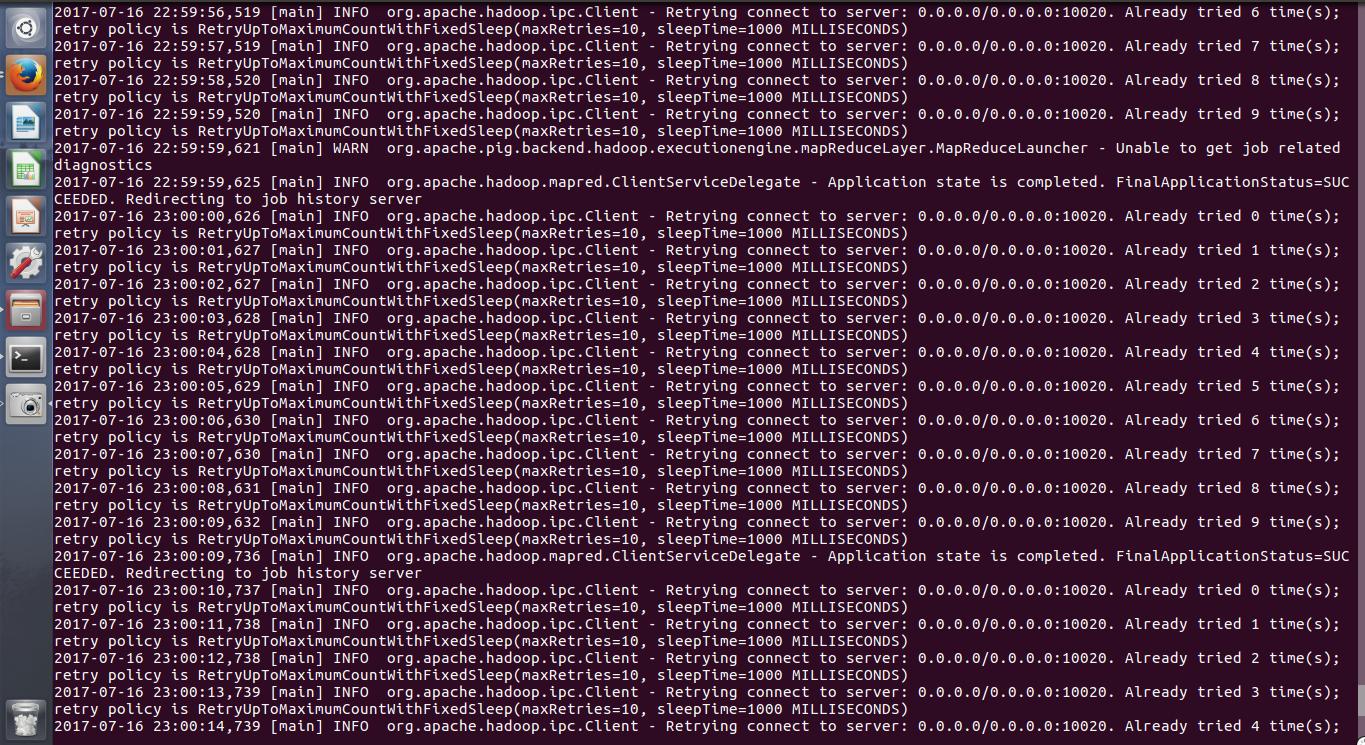 2017-07-16 22:59:56,519 [main] INFO  org.apache.hadoop.ipc.Client - Retrying connect to server: 0.0.0.0/0.0.0.0:10020. Already tried 6 time(s);
retry policy is RetryUpToMaximumCountWithFixedSleep(maxRetries=10, sleepTime=1000 MILLISECONDS)
2017-07-16 22:59:57,519 [main] INFO  org.apache.hadoop.ipc.Client - Retrying connect to server: 0.0.0.0/0.0.0.0:10020. Already tried 7 time(s);
retry policy is RetryUpToMaximumCountWithFixedSleep(maxRetries=10, sleepTime=1000 MILLISECONDS)
2017-07-16 22:59:58,520 [main] INFO  org.apache.hadoop.ipc.Client - Retrying connect to server: 0.0.0.0/0.0.0.0:10020. Already tried 8 time(s);
retry policy is RetryUpToMaximumCountWithFixedSleep(maxRetries=10, sleepTime=1000 MILLISECONDS)
2017-07-16 22:59:59,520 [main] INFO  org.apache.hadoop.ipc.Client - Retrying connect to server: 0.0.0.0/0.0.0.0:10020. Already tried 9 time(s);
retry policy is RetryUpToMaximumCountWithFixedSleep(maxRetries=10, sleepTime=1000 MILLISECONDS)
2017-07-16 22:59:59,621 [main] WARN  org.apache.pig.backend.hadoop.executionengine.mapReduceLayer.MapReduceLauncher - Unable to get job related
diagnostics
2017-07-16 22:59:59,625 [main] INFO  org.apache.hadoop.mapred.ClientServiceDelegate - Application state is completed. FinalApplicationStatus=SUC
CEEDED. Redirecting to job history server
2017-07-16 23:00:00,626 [main] INFO  org.apache.hadoop.ipc.Client - Retrying connect to server: 0.0.0.0/0.0.0.0:10020. Already tried 0 time(s);
retry policy is RetryUpToMaximumCountWithFixedSleep(maxRetries=10, sleepTime=1000 MILLISECONDS)
2017-07-16 23:00:01,627 [main] INFO  org.apache.hadoop.ipc.Client - Retrying connect to server: 0.0.0.0/0.0.0.0:10020. Already tried 1 time(s);
retry policy is RetryUpToMaximumCountWithFixedSleep(maxRetries=10, sleepTime=1000 MILLISECONDS)
2017-07-16 23:00:02,627 [main] INFO  org.apache.hadoop.ipc.Client - Retrying connect to server: 0.0.0.0/0.0.0.0:10020. Already tried 2 time(s);
retry policy is RetryUpToMaximumCountWithFixedSleep(maxRetries=10, sleepTime=1000 MILLISECONDS)
2017-07-16 23:00:03,628 [main] INFO  org.apache.hadoop.ipc.Client - Retrying connect to server: 0.0.0.0/0.0.0.0:10020. Already tried 3 time(s);
retry policy is RetryUpToMaximumCountWithFixedSleep(maxRetries=10, sleepTime=1000 MILLISECONDS)
2017-07-16 23:00:04,628 [main] INFO  org.apache.hadoop.ipc.Client - Retrying connect to server: 0.0.0.0/0.0.0.0:10020. Already tried 4 time(s);
retry policy is RetryUpToMaximumCountWithFixedSleep(maxRetries=10, sleepTime=1000 MILLISECONDS)
2017-07-16 23:00:05,629 [main] INFO  org.apache.hadoop.ipc.Client - Retrying connect to server: 0.0.0.0/0.0.0.0:10020. Already tried 5 time(s);
retry policy is RetryUpToMaximumCountWithFixedSleep(maxRetries=10, sleepTime=1000 MILLISECONDS)
2017-07-16 23:00:06,630 [main] INFO  org.apache.hadoop.ipc.Client - Retrying connect to server: 0.0.0.0/0.0.0.0:10020. Already tried 6 time(s);
retry policy is RetryUpToMaximumCountWithFixedSleep(maxRetries=10, sleepTime=1000 MILLISECONDS)
2017-07-16 23:00:07,630 [main] INFO  org.apache.hadoop.ipc.Client - Retrying connect to server: 0.0.0.0/0.0.0.0:10020. Already tried 7 time(s);
retry policy is RetryUpToMaximumCountWithFixedSleep(maxRetries=10, sleepTime=1000 MILLISECONDS)
2017-07-16 23:00:08,631 [main] INFO  org.apache.hadoop.ipc.Client - Retrying connect to server: 0.0.0.0/0.0.0.0:10020. Already tried 8 time(s);
retry policy is RetryUpToMaximumCountWithFixedSleep(maxRetries=10, sleepTime=1000 MILLISECONDS)
2017-07-16 23:00:09,632 [main] INFO  org.apache.hadoop.ipc.Client - Retrying connect to server: 0.0.0.0/0.0.0.0:10020. Already tried 9 time(s);
retry policy is RetryUpToMaximumCountWithFixedSleep(maxRetries=10, sleepTime=1000 MILLISECONDS)
2017-07-16 23:00:09,736 [main] INFO  org.apache.hadoop.mapred.ClientServiceDelegate - Application state is completed. FinalApplicationStatus=SUC
CEEDED. Redirecting to job history server
2017-07-16 23:00:10,737 [main] INFO  org.apache.hadoop.ipc.Client - Retrying connect to server: 0.0.0.0/0.0.0.0:10020. Already tried 0 time(s);
retry policy is RetryUpToMaximumCountWithFixedSleep(maxRetries=10, sleepTime=1000 MILLISECONDS)
2017-07-16 23:00:11,738 [main] INFO  org.apache.hadoop.ipc.Client - Retrying connect to server: 0.0.0.0/0.0.0.0:10020. Already tried 1 time(s);
retry policy is RetryUpToMaximumCountWithFixedSleep(maxRetries=10, sleepTime=1000 MILLISECONDS)
2017-07-16 23:00:12,738 [main] INFO  org.apache.hadoop.ipc.Client - Retrying connect to server: 0.0.0.0/0.0.0.0:10020. Already tried 2 time(s);
retry policy is RetryUpToMaximumCountWithFixedSleep(maxRetries=10, sleepTime=1000 MILLISECONDS)
2017-07-16 23:00:13,739 [main] INFO  org.apache.hadoop.ipc.Client - Retrying connect to server: 0.0.0.0/0.0.0.0:10020. Already tried 3 time(s);
retry policy is RetryUpToMaximumCountWithFixedSleep(maxRetries=10, sleepTime=1000 MILLISECONDS)
2017-07-16 23:00:14,739 [main] INFO  org.apache.hadoop.ipc.Client - Retrying connect to server: 0.0.0.0/0.0.0.0:10020. Already tried 4 time(s);